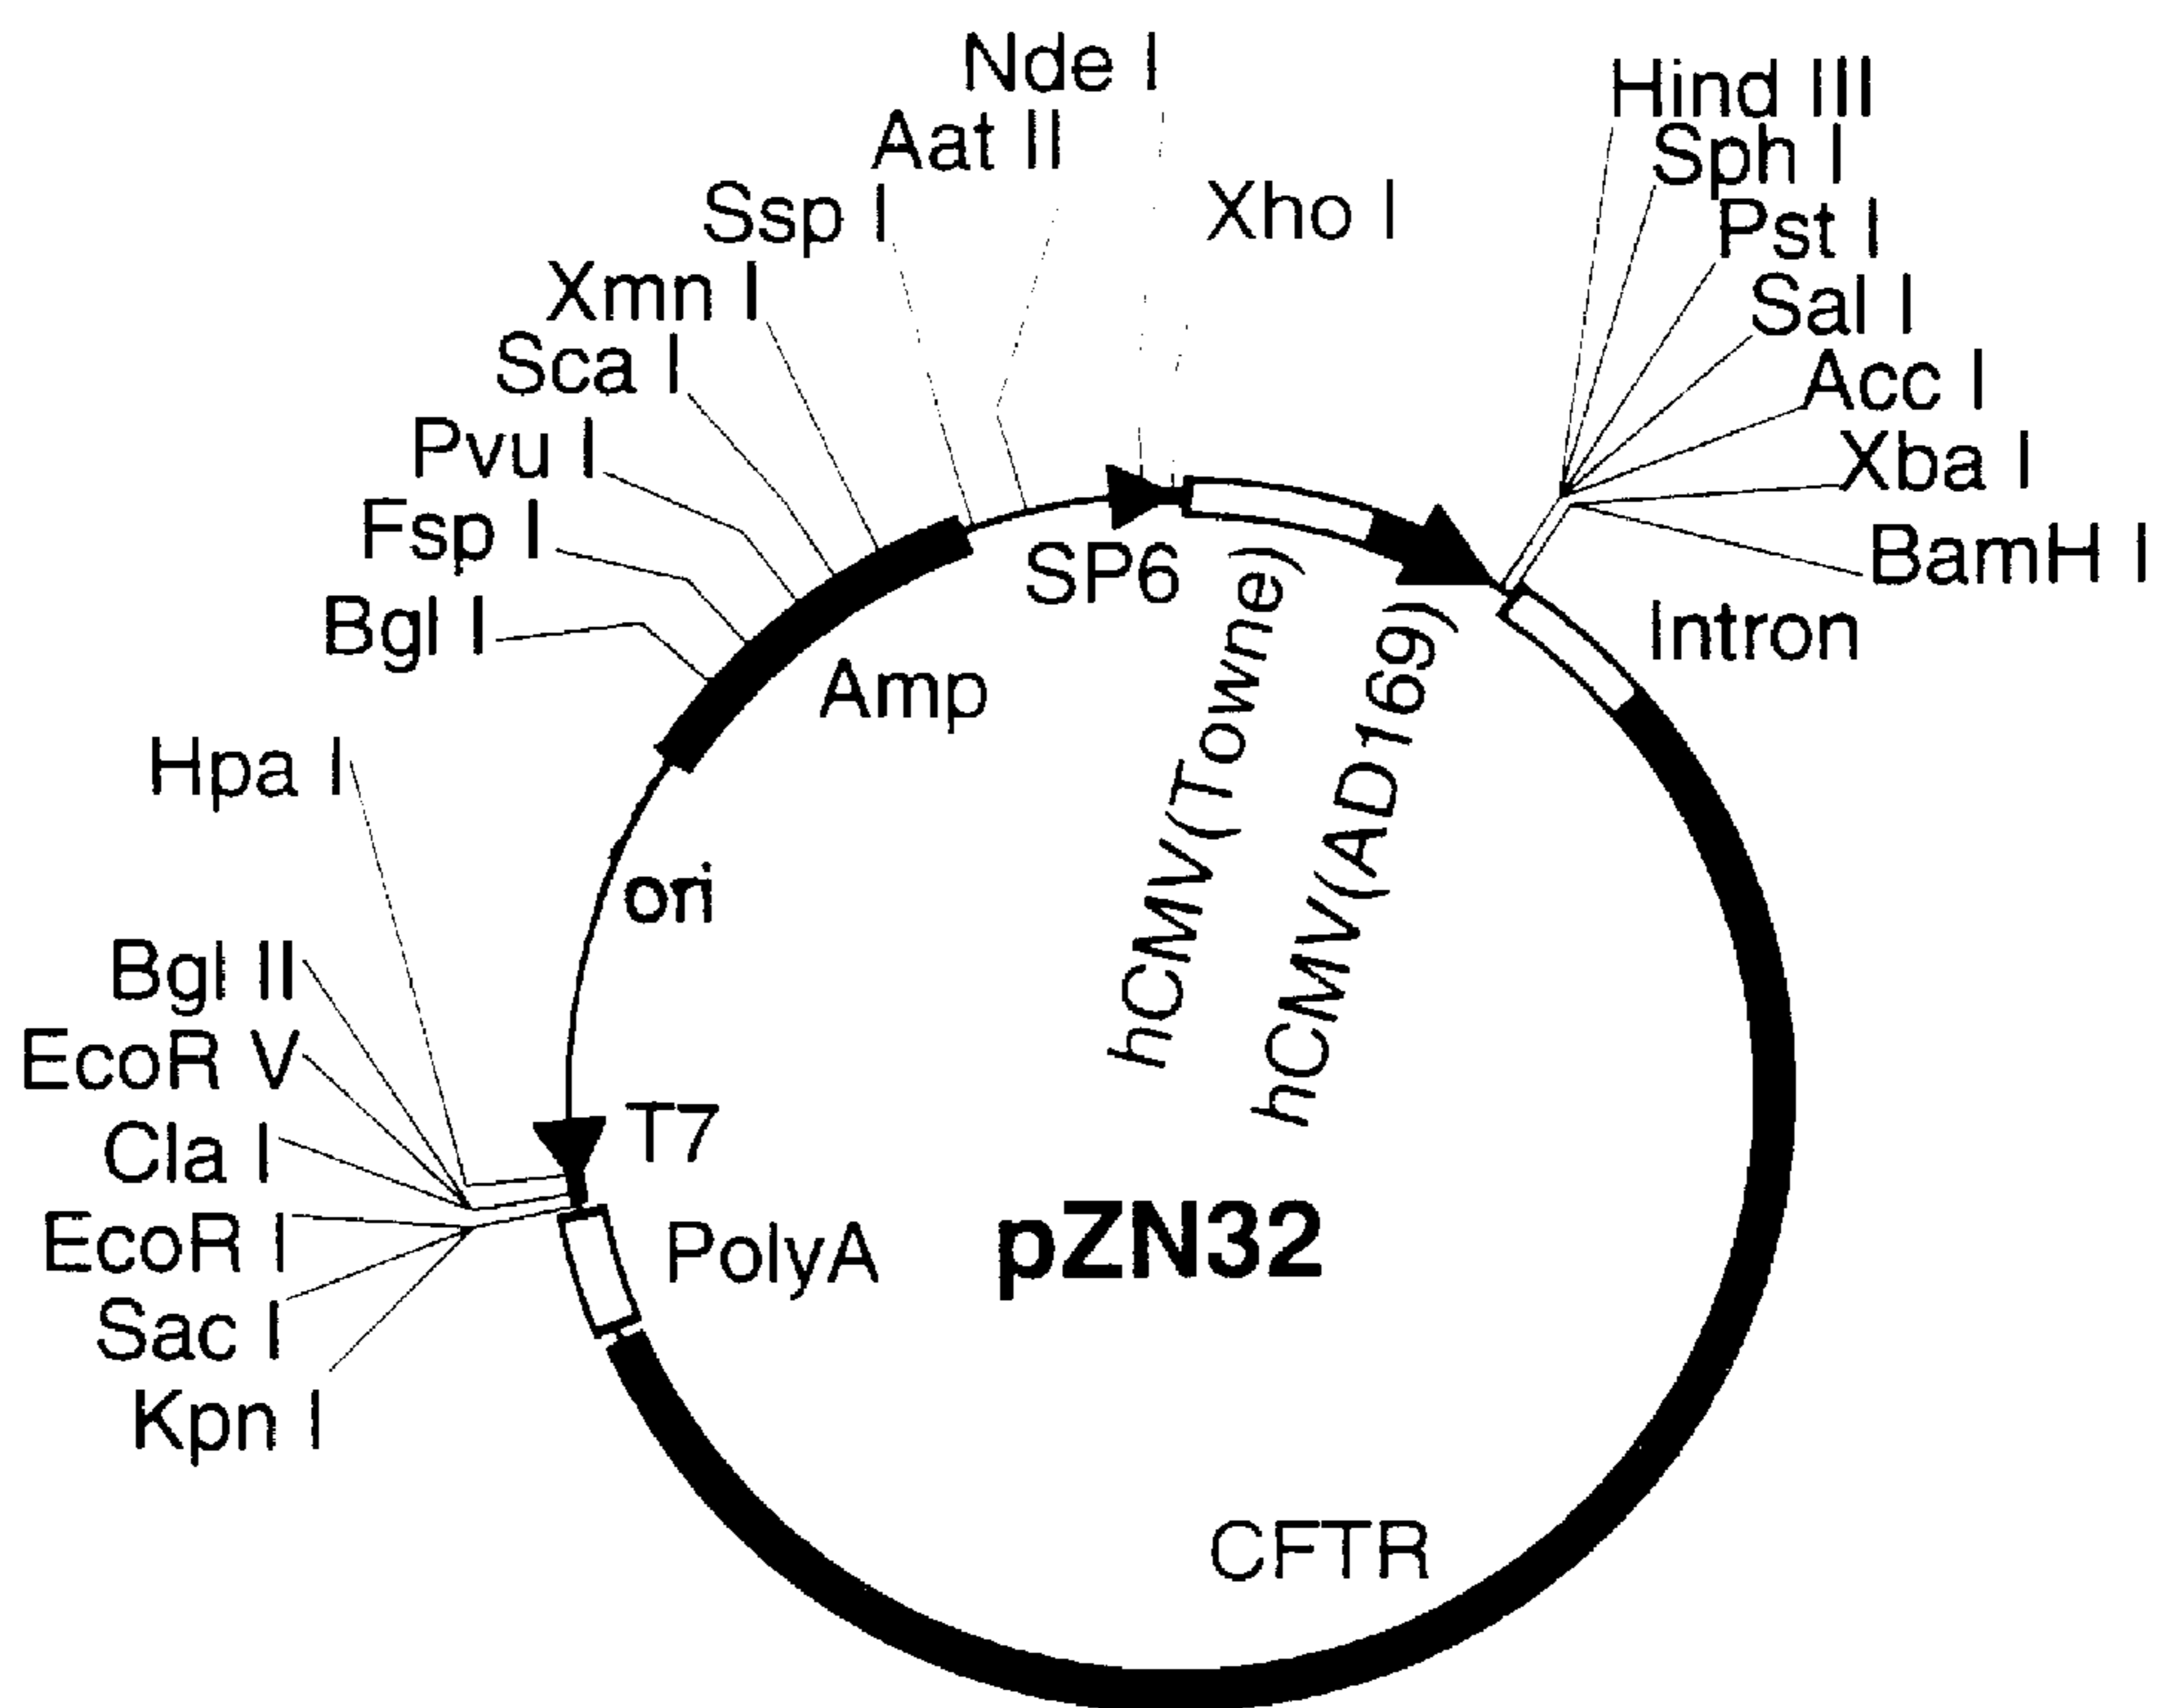 Nde I
Aat II
Ssp I
Xmn I
Sca I
Pvu I
Fsp I
Bgl I
Hpa I
Bgl II
EcoR V
Cla I
EcoR I
Sac I
Kpn I
Xho I
Hind III
Sph I
Pst I
Sal I
Acc I
Xba I
BamH I
SP6
hCMV(Towne)
hCMV(AD169)
Intron
Amp
ori
T7
PolyA
pZN32
CFTR